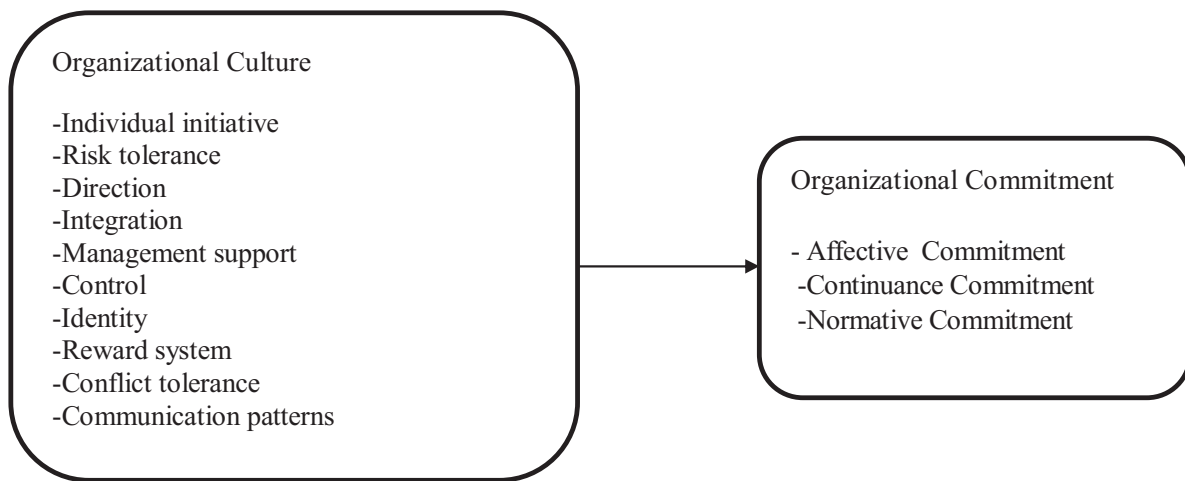 Organizational Culture
-Individual initiative
-Risk tolerance
-Direction
-Integration
-Management support
-Control
-Identity
-Reward system
-Conflict tolerance
-Communication patterns
Organizational Commitment
- Affective  Commitment
-Continuance Commitment
-Normative Commitment